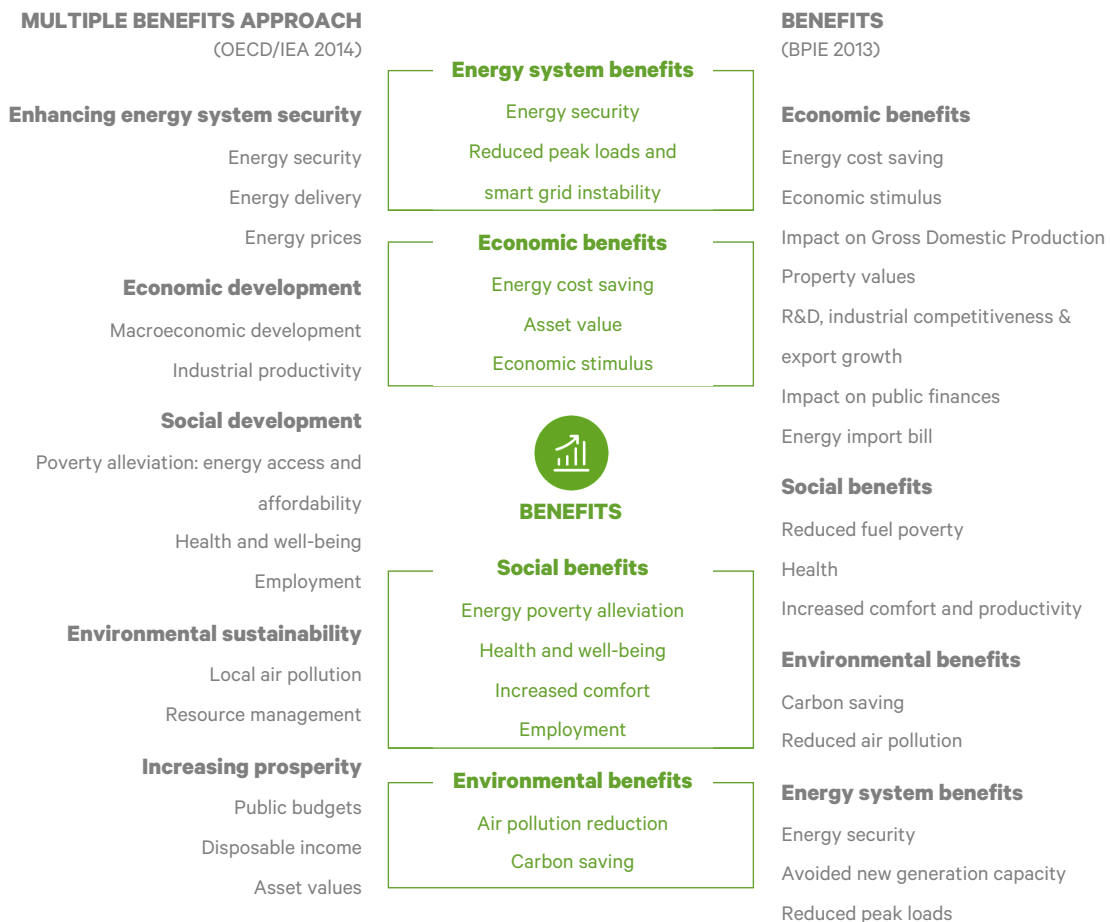 MULTIPLE BENEFITS APPROACH
(OECD/IEA 2014)
Enhancing energy system security
Energy security
Energy delivery
Energy prices
Economic development
Macroeconomic development
Industrial productivity
Social development
Poverty alleviation: energy access and
affordability
Health and well-being
Employment
Environmental sustainability
Local air pollution
Resource management
Increasing prosperity
Public budgets
Disposable income
Asset values
Energy system benefits
Energy security
Reduced peak loads and
smart grid instability
Economic benefits
Energy cost saving
Asset value
Economic stimulus
BENEFITS
Social benefits
Energy poverty alleviation
Health and well-being
Increased comfort
Employment
Environmental benefits
Air pollution reduction
Carbon saving
BENEFITS
(BPIE 2013)
Economic benefits
Energy cost saving
Economic stimulus
Impact on Gross Domestic Production
Property values
R&D, industrial competitiveness &
export growth
Impact on public finances
Energy import bill
Social benefits
Reduced fuel poverty
Health
Increased comfort and productivity
Environmental benefits
Carbon saving
Reduced air pollution
Energy system benefits
Energy security
Avoided new generation capacity
Reduced peak loads